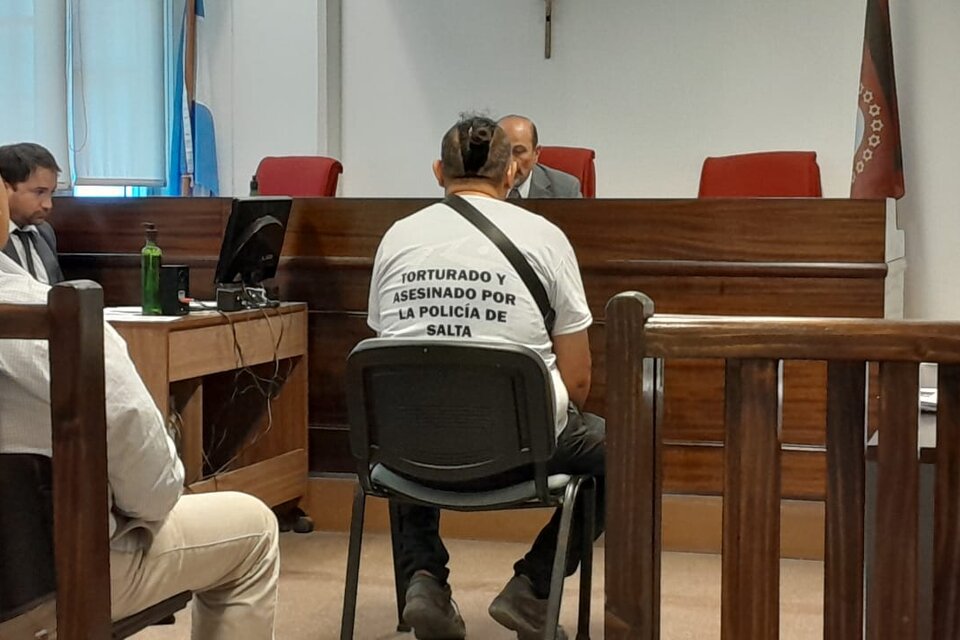 TORTURADO Y
ASESINADO POR
LA POLICÍA DE
SALTA